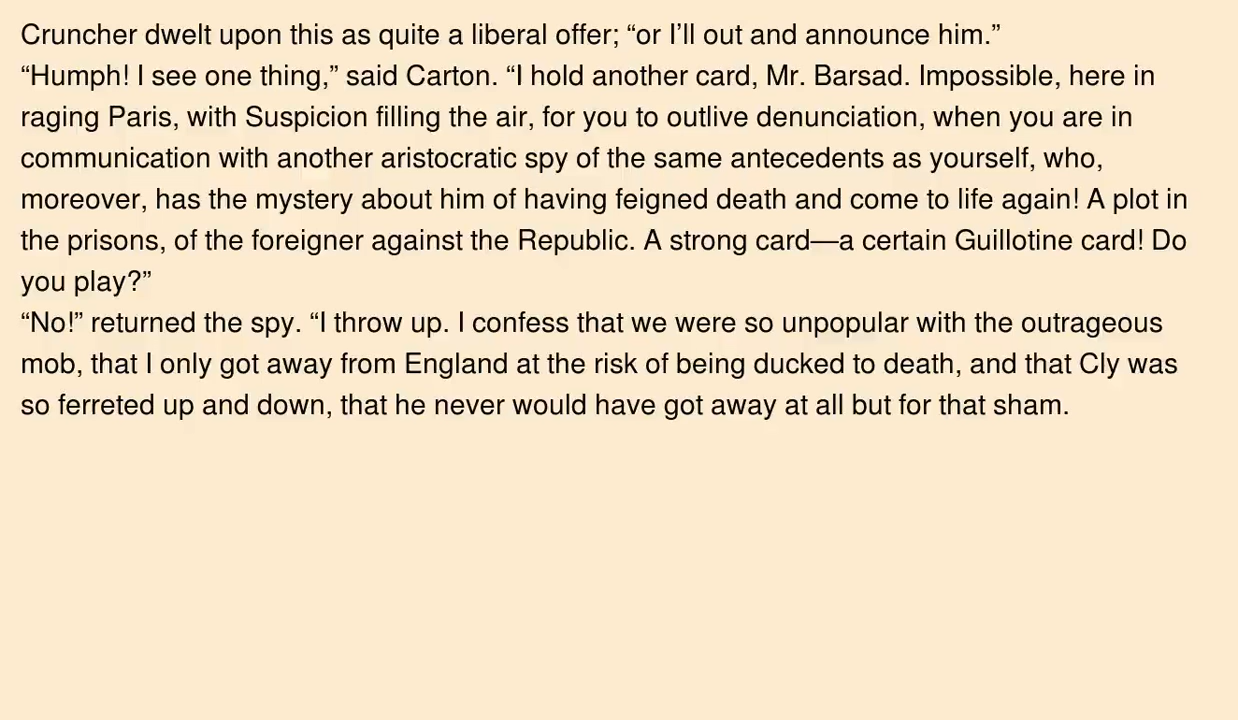 Cruncher dwelt upon this as quite a liberal offer; “or I’ll out and announce him.”
“Humph! I see one thing,” said Carton. “I hold another card, Mr. Barsad. Impossible, here in
raging Paris, with Suspicion filling the air, for you to outlive denunciation, when you are in
communication with another aristocratic spy of the same antecedents as yourself, who,
moreover, has the mystery about him of having feigned death and come to life again! A plot in
the prisons, of the foreigner against the Republic. A strong card—a certain Guillotine card! Do
you play?”
“No!” returned the spy. “I throw up. I confess that we were so unpopular with the outrageous
mob, that I only got away from England at the risk of being ducked to death, and that Cly was
so ferreted up and down, that he never would have got away at all but for that sham.